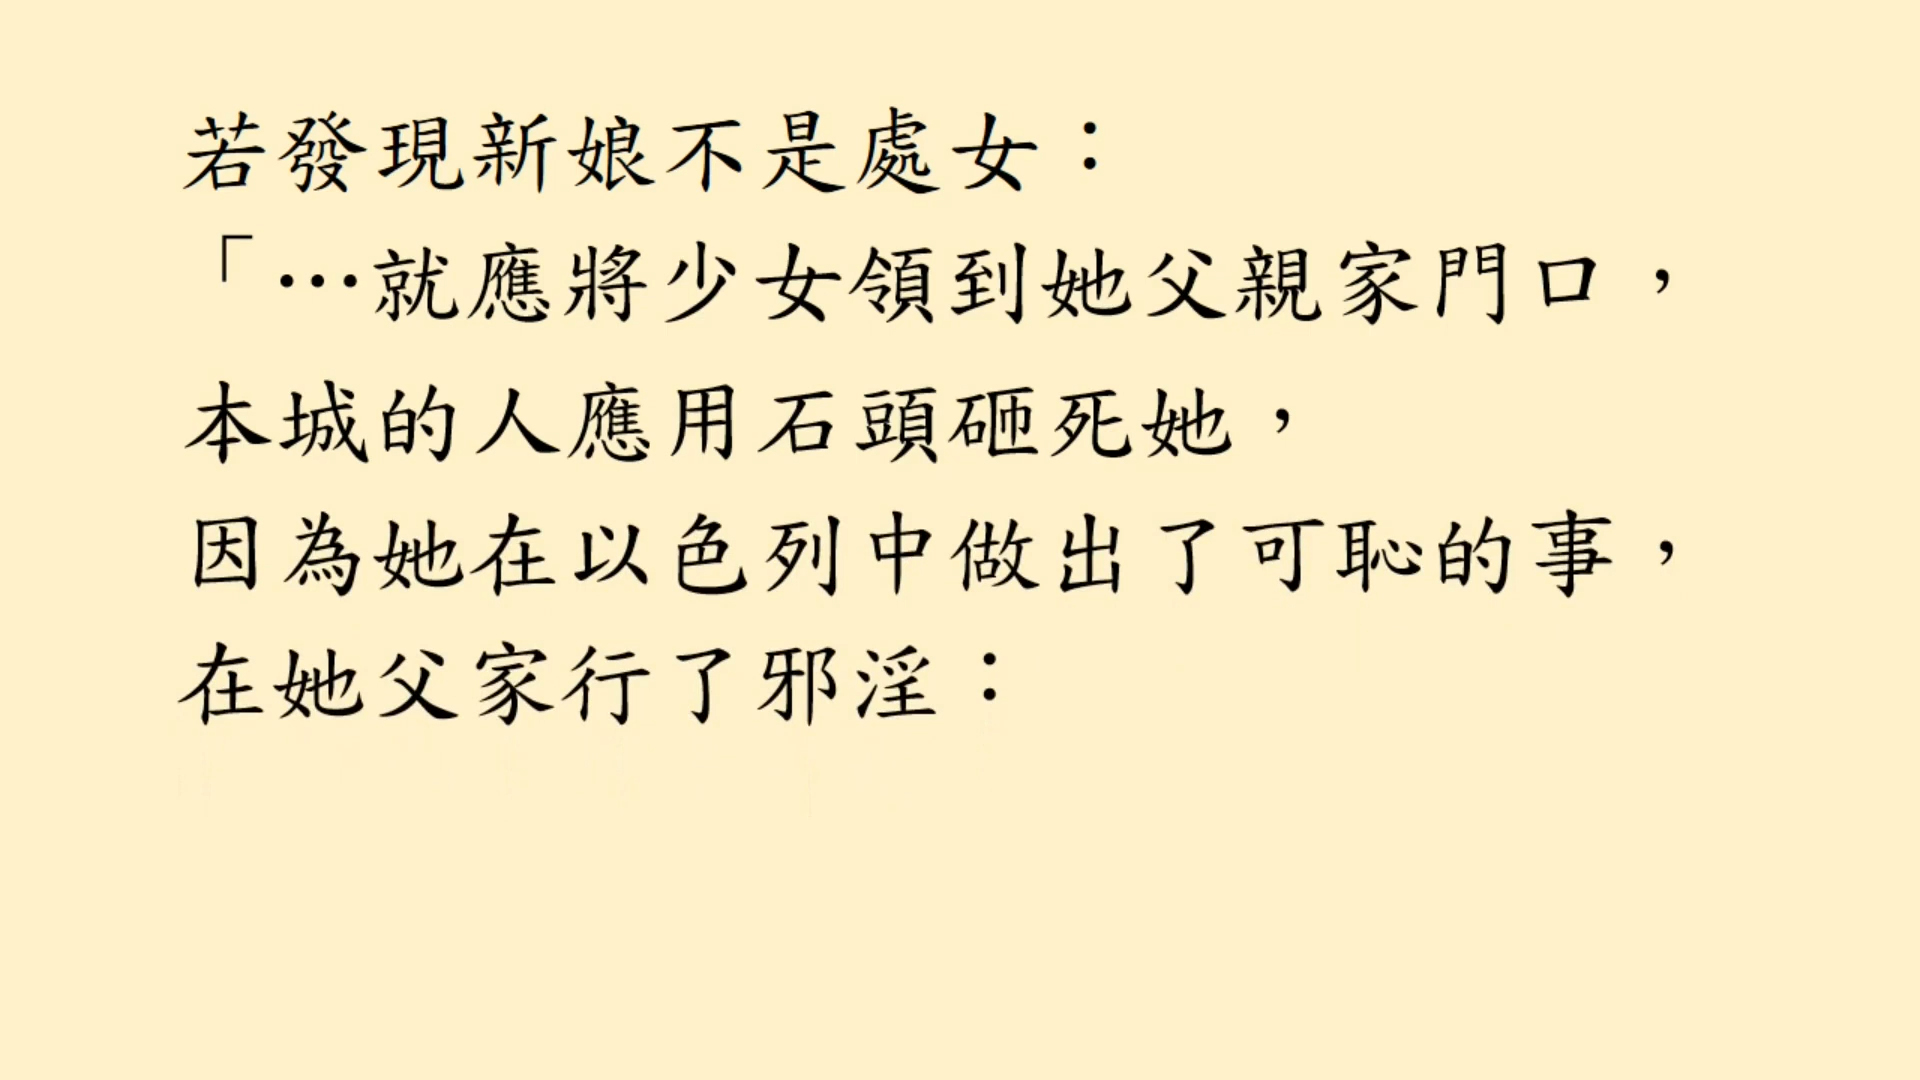 若發現新娘不是處女：
「…就應將少女領到她父親家門口，
本城的人應用石頭砸死她，
因為她在以色列中做出了可恥的事，
在她父家行了邪淫：